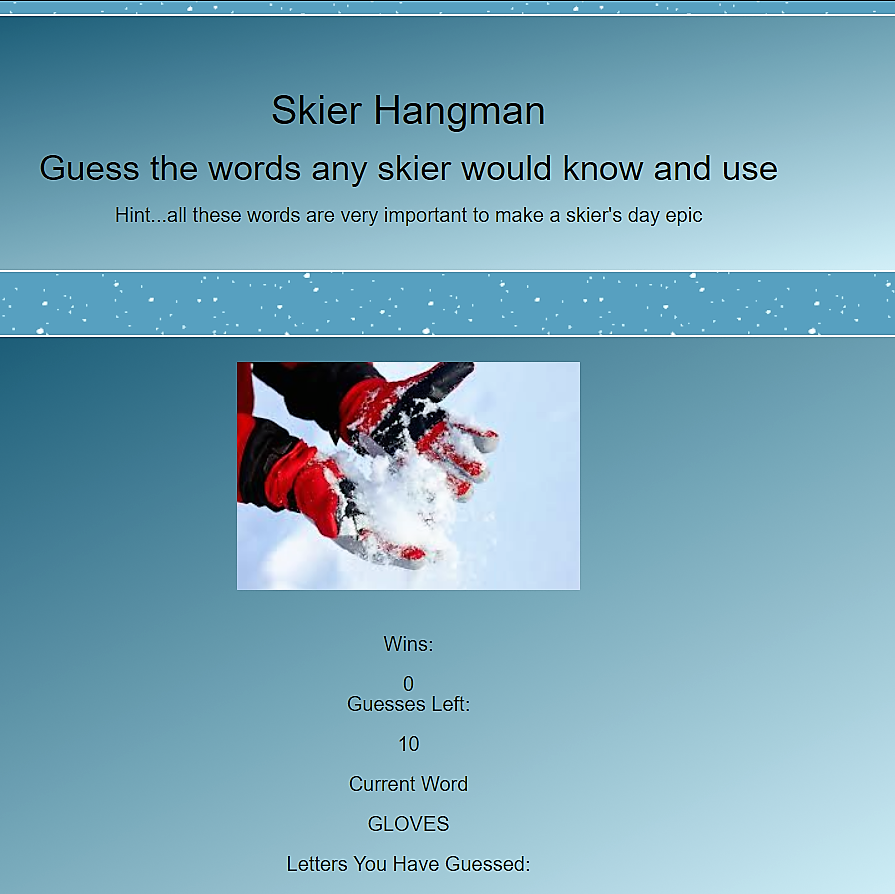 Skier Hangman
Guess the words any skier would know and use
Hint...all these words are very important to make a skier's day epic
Wins:
0
Guesses Left:
10
Current Word
GLOVES
Letters You Have Guessed: